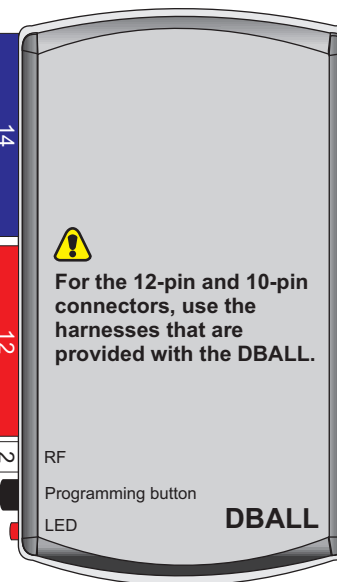 14
For the 12-pin and 10-pin
connectors, use the
harnesses that are
provided with the DBALL.
12
2
RF
Programming button
LED
DBALL